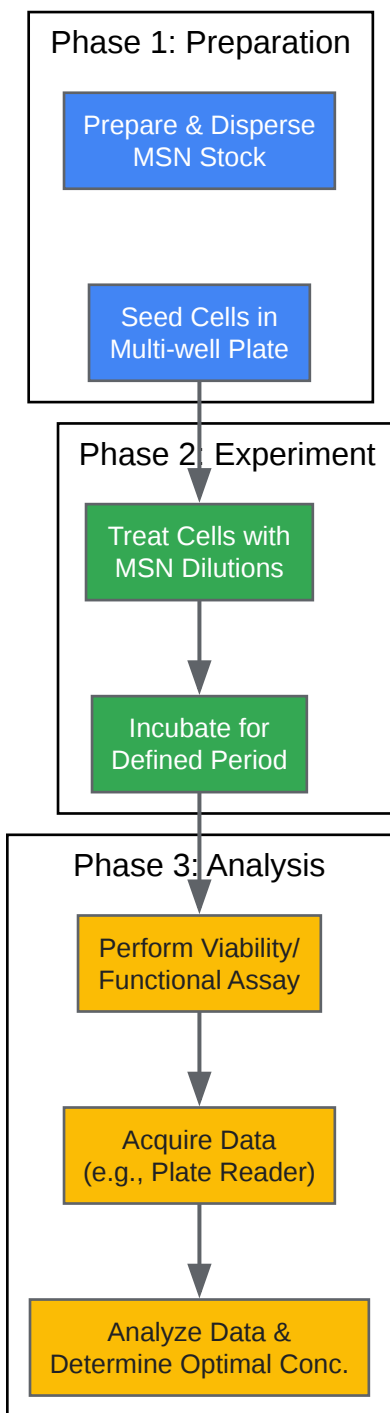 Phase 1: Preparation
Prepare & Disperse
MSN Stock
Seed Cells in
Multi-well Plate
Phase 2: Experiment
Treat Cells with
MSN Dilutions
Incubate for
Defined Period
Phase 3: Analysis
Perform Viability/
Functional Assay
Acquire Data
(e.g., Plate Reader)
Analyze Data &
Determine Optimal Conc.